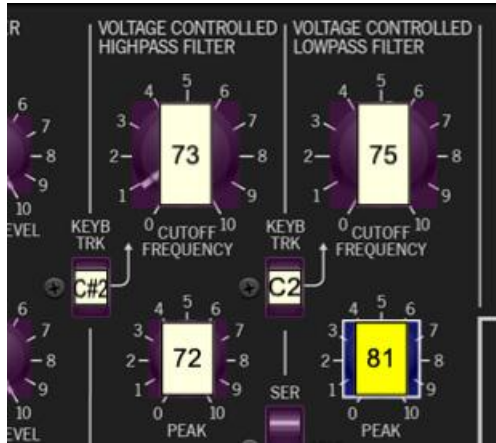 R
VOLTAGE CONTROLLED
HIGHPASS FILTER
VOLTAGE CONTROLLED
LOWPASS FILTER
6
7
8
9
10
EVEL
0 1 2 3 4 5 6 7 8 9 10
73
CUTOFF
FREQUENCY
0 1 2 3 4 5 6 7 8 9 10
75
CUTOFF
FREQUENCY
KEYB
TRK
C#2
KEYB
TRK
C2
6
7
8
9
10
EVEL
0 1 2 3 4 5 6 7 8 9 10
72
PEAK
SER
0 1 2 3 4 5 6 7 8 9 10
81
PEAK